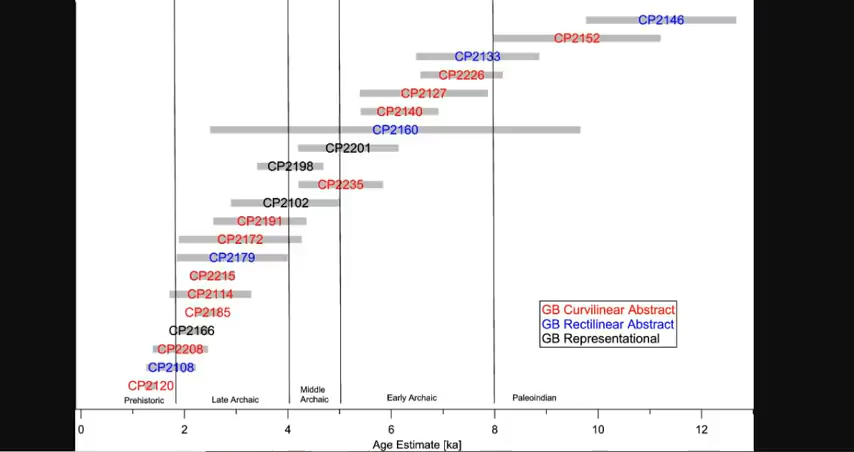 CP2146
CP2152
CP2133
CP2226
CP2127
CP2140
CP2160
CP2201
CP2198
CP2235
CP2102
CP2191
CP2172
CP2179
CP2215
CP2114
CP2185
CP2166
CP2208
CP2108
CP2120
GB Curvilinear Abstract
GB Rectilinear Abstract
GB Representational
Prehistoric
Late Archaic
Middle
Archaic
Early Archaic
Paleoindian
0 2 4 6 8 10 12
Age Estimate [ka]